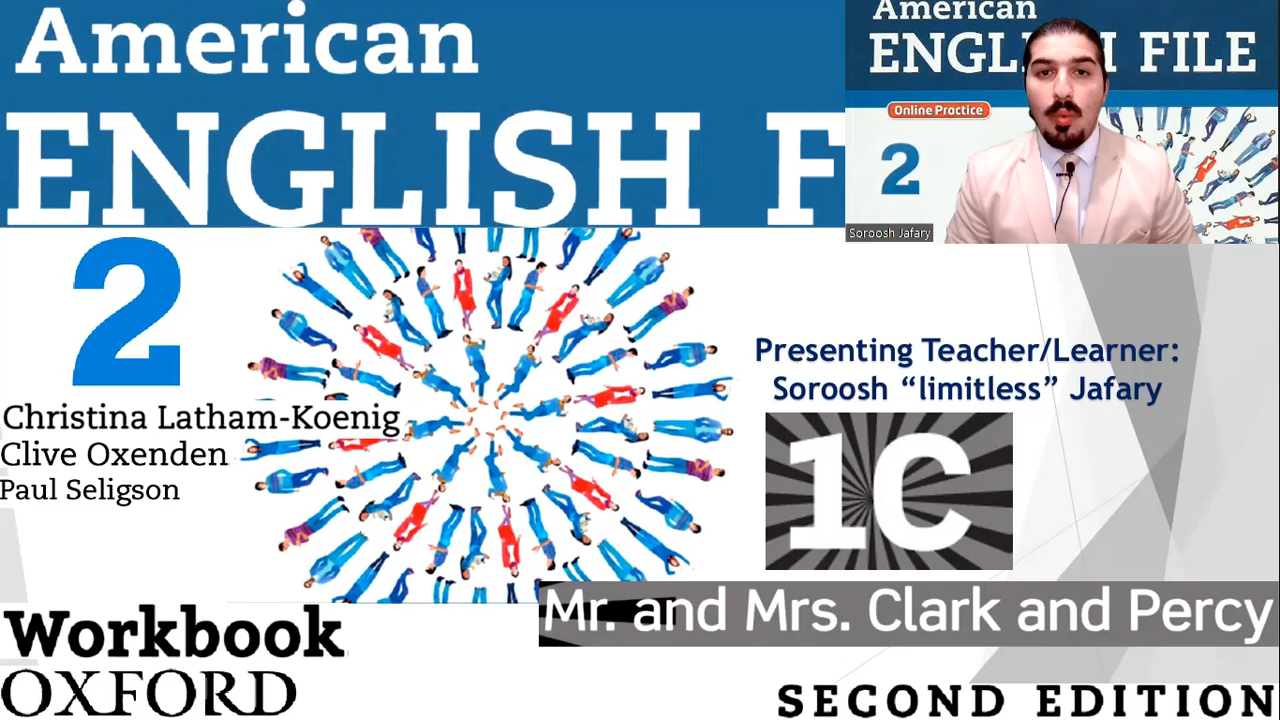 American
ENGLISH F
2
Christina Latham-Koenig
Clive Oxenden
Paul Seligson
Workbook
OXFORD
American
ENGL H FILE
Online Practice
2
Soroosh Jafary
Presenting Teacher/Learner:
Soroosh “limitless” Jafary
1C
Mr. and Mrs. Clark and Percy
SECOND EDITION